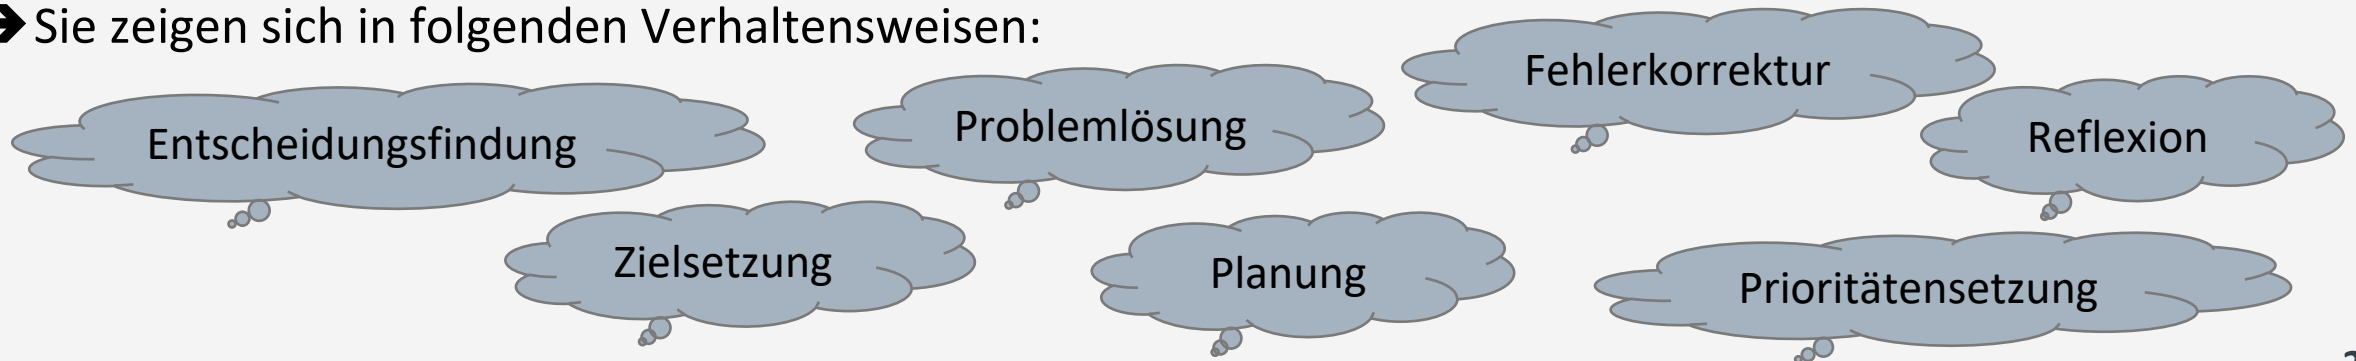 ➔ Sie zeigen sich in folgenden Verhaltensweisen:
Fehlerkorrektur
Problemlösung
Reflexion
Entscheidungsfindung
Zielsetzung
Planung
Prioritätensetzung